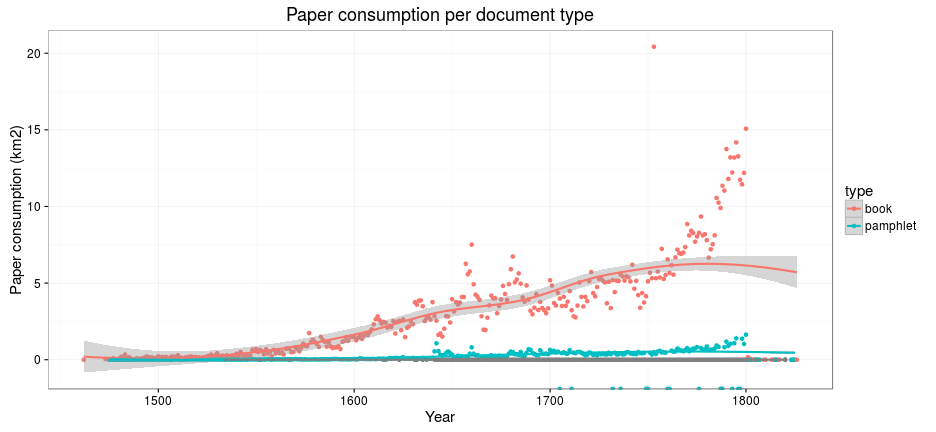 Paper consumption per document type
Paper consumption (km2)
20
15
10
5
0
1500
1600
1700
1800
Year
type
book
pamphlet